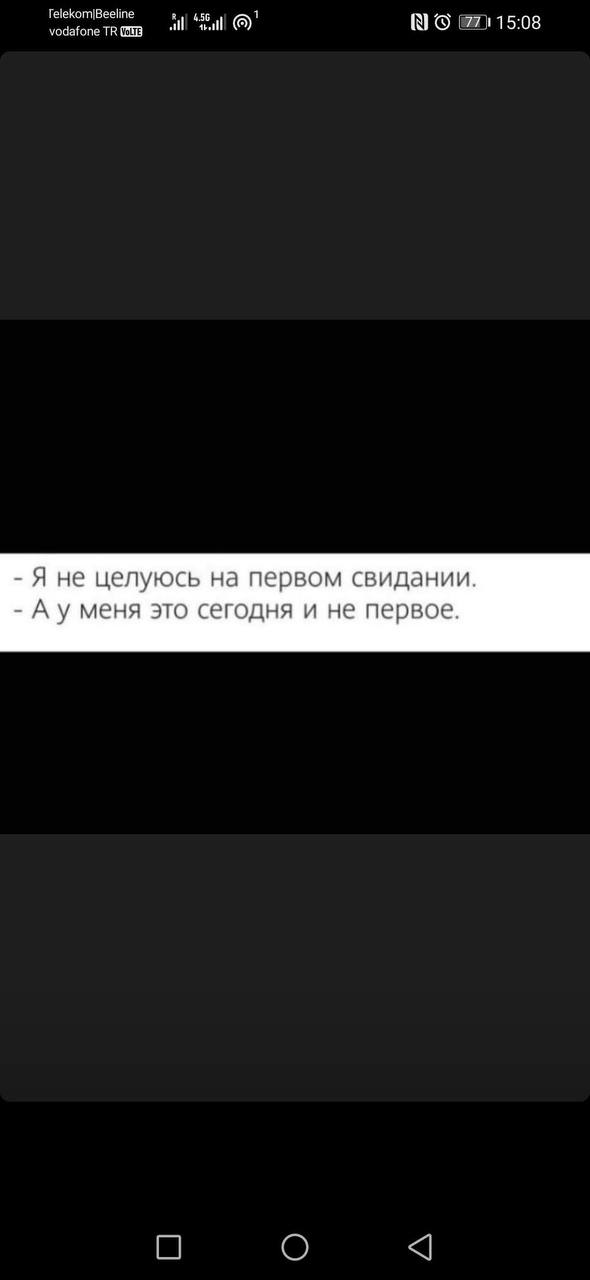 Telekom|Beeline
vodafone TR VoLTE
R 4.5G 1 77 15:08
- Я не целуюсь на первом свидании.
- А у меня это сегодня и не первое.